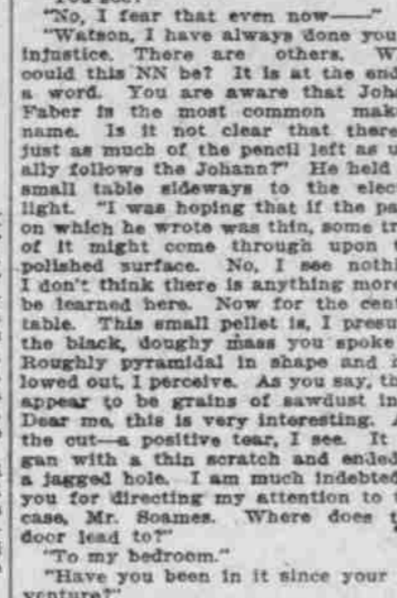 "No, I fear that even now——"
"Watson, I have always done you
injustice. There are others. W
could this NN be? It is at the end
a word. You are aware that Joha
Faber is the most common mak
name. Is it not clear that there
just as much of the pencil left as u
ally follows the Johann?" He held
small table sideways to the elec
light. "I was hoping that if the pa
on which he wrote was thin, some tr
of it might come through upon t
polished surface. No, I see nothi
I don't think there is anything more
be learned here. Now for the cent
table. This small pellet is, I presu
the black, doughy mass you spoke
Roughly pyramidal in shape and h
lowed out, I perceive. As you say, th
appear to be grains of sawdust in
Dear me, this is very interesting. A
the cut—a positive tear, I see. It
gan with a thin scratch and ended
a jagged hole. I am much indebted
you for directing my attention to t
case, Mr. Soames. Where does t
door lead to?"
"To my bedroom."
"Have you been in it since your
venture?"